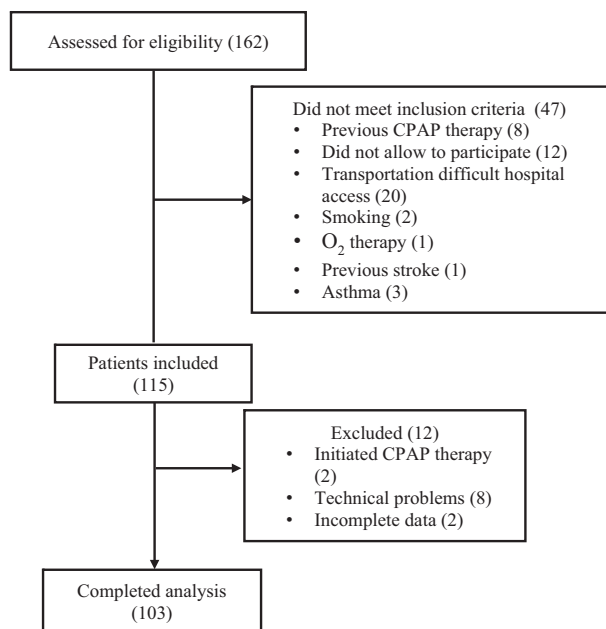 Assessed for eligibility (162)
Did not meet inclusion criteria (47)
• Previous CPAP therapy (8)
• Did not allow to participate (12)
• Transportation difficult hospital
access (20)
• Smoking (2)
• O₂ therapy (1)
• Previous stroke (1)
• Asthma (3)
Patients included
(115)
Excluded (12)
• Initiated CPAP therapy
(2)
• Technical problems (8)
• Incomplete data (2)
Completed analysis
(103)